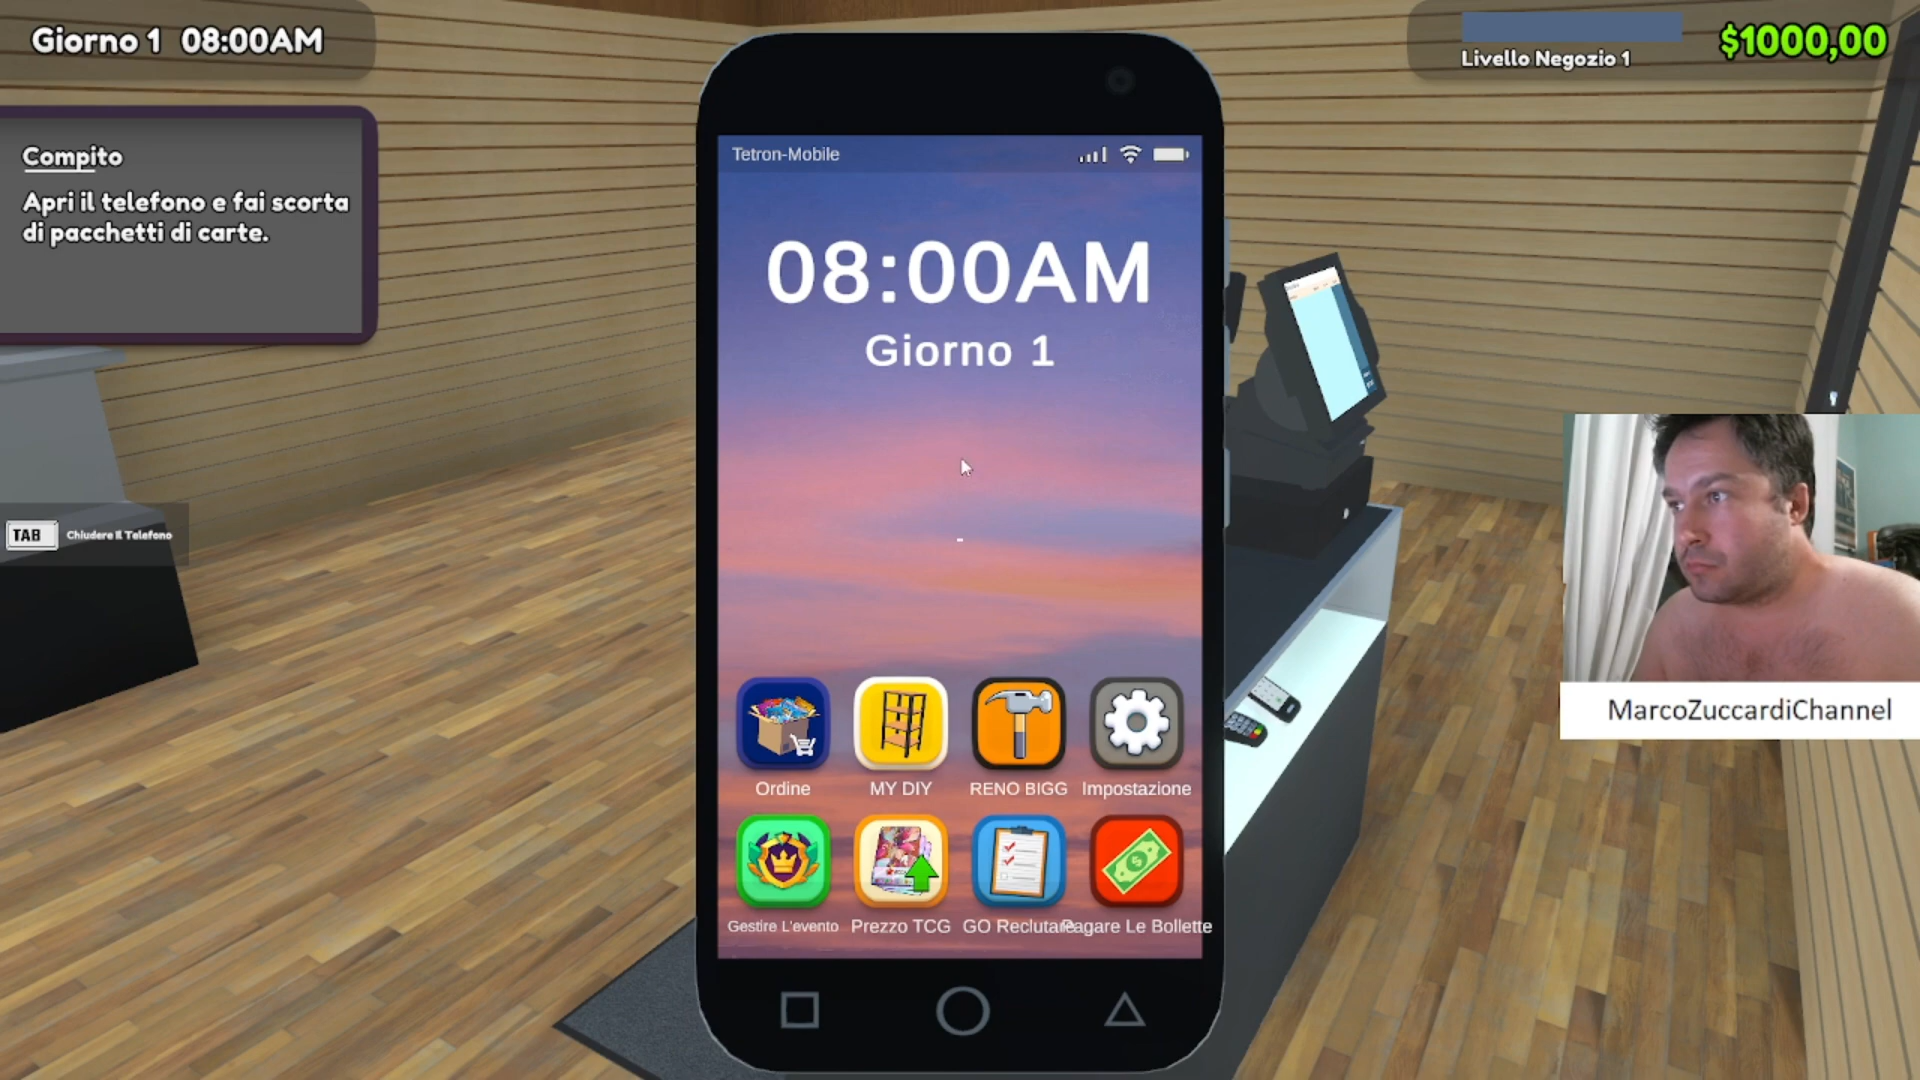 Giorno 1 08:00AM
Livello Negozio 1
$1000,00
Compito
Apri il telefono e fai scorta
di pacchetti di carte.
TAB Chiudere Il Telefono
Tetron-Mobile
08:00AM
Giorno 1
Ordine
MY DIY
RENO BIGG
Impostazione
Gestire L'evento
Prezzo TCG
GO Reclutare
Pagare Le Bollette
MarcoZuccardiChannel